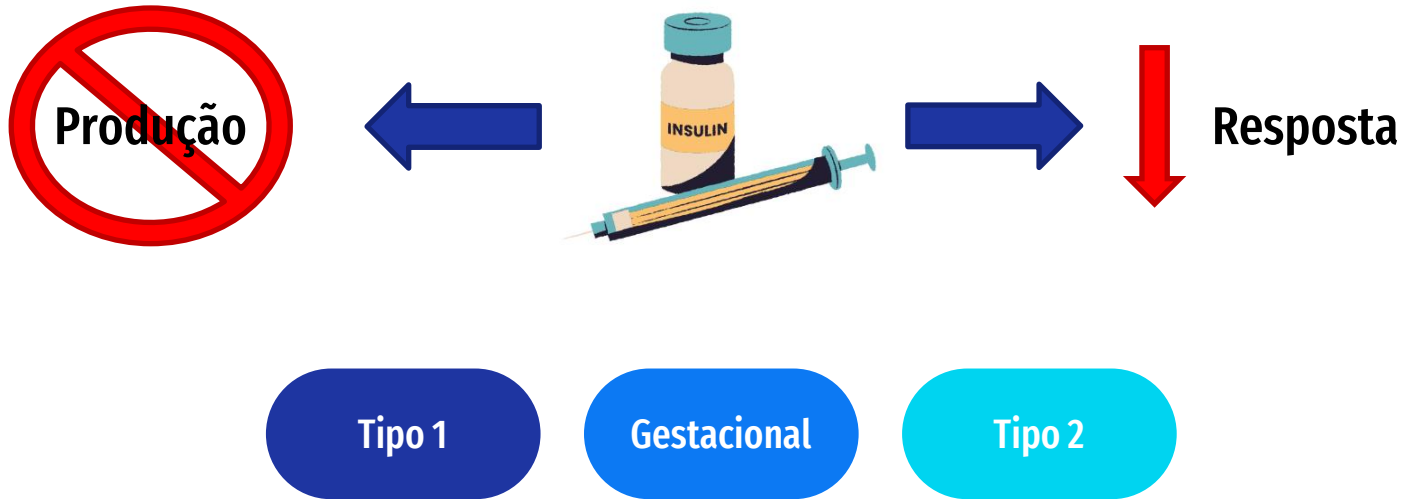 Produção
INSULIN
Resposta
Tipo 1
Gestacional
Tipo 2